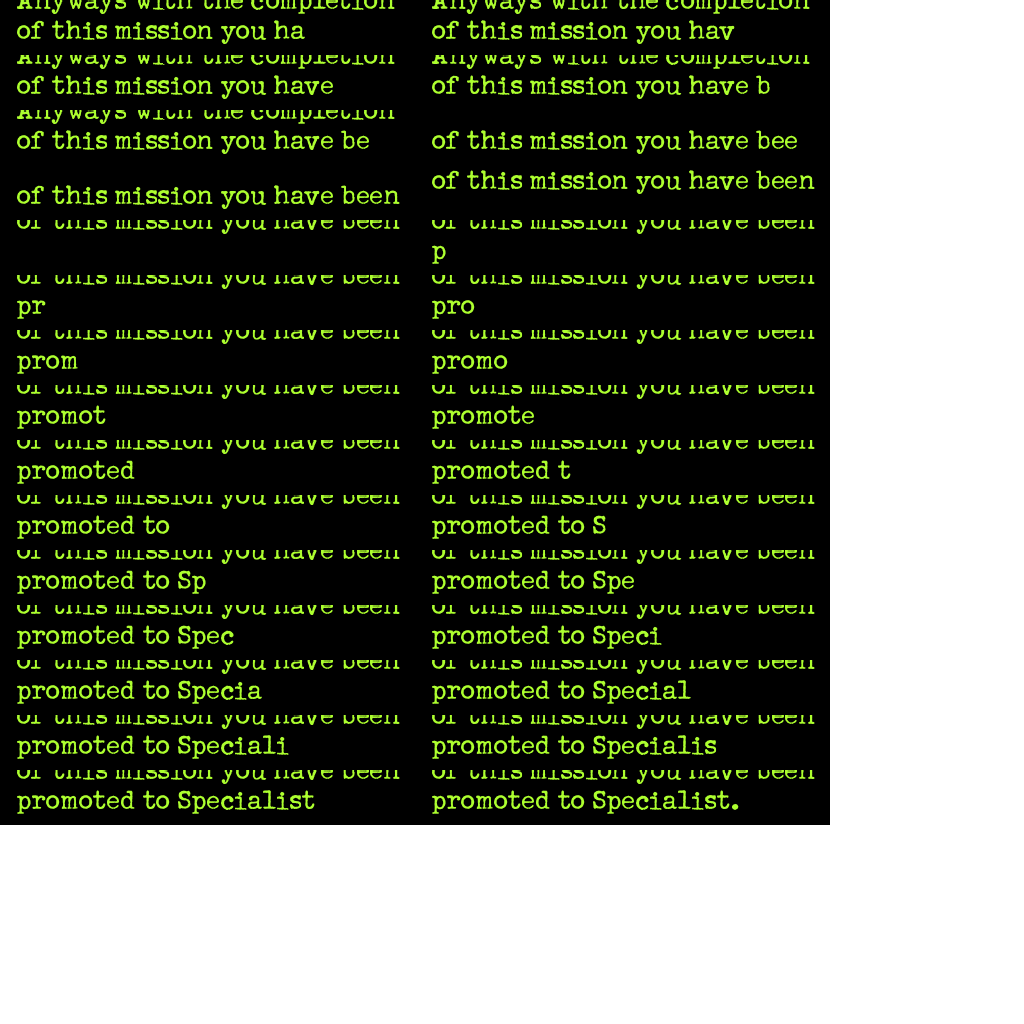 Anyways with the completion Anyways with the completion
of this mission you ha of this mission you hav
Anyways with the completion Anyways with the completion
of this mission you have of this mission you have b
Anyways with the completion
of this mission you have be of this mission you have bee
of this mission you have been of this mission you have been
of this mission you have been of this mission you have been
p
of this mission you have been of this mission you have been
pr pro
of this mission you have been of this mission you have been
prom promo
of this mission you have been of this mission you have been
promot promote
of this mission you have been of this mission you have been
promoted promoted t
of this mission you have been of this mission you have been
promoted to promoted to S
of this mission you have been of this mission you have been
promoted to Sp promoted to Spe
of this mission you have been of this mission you have been
promoted to Spec promoted to Speci
of this mission you have been of this mission you have been
promoted to Specia promoted to Special
of this mission you have been of this mission you have been
promoted to Speciali promoted to Specialis
of this mission you have been of this mission you have been
promoted to Specialist promoted to Specialist.